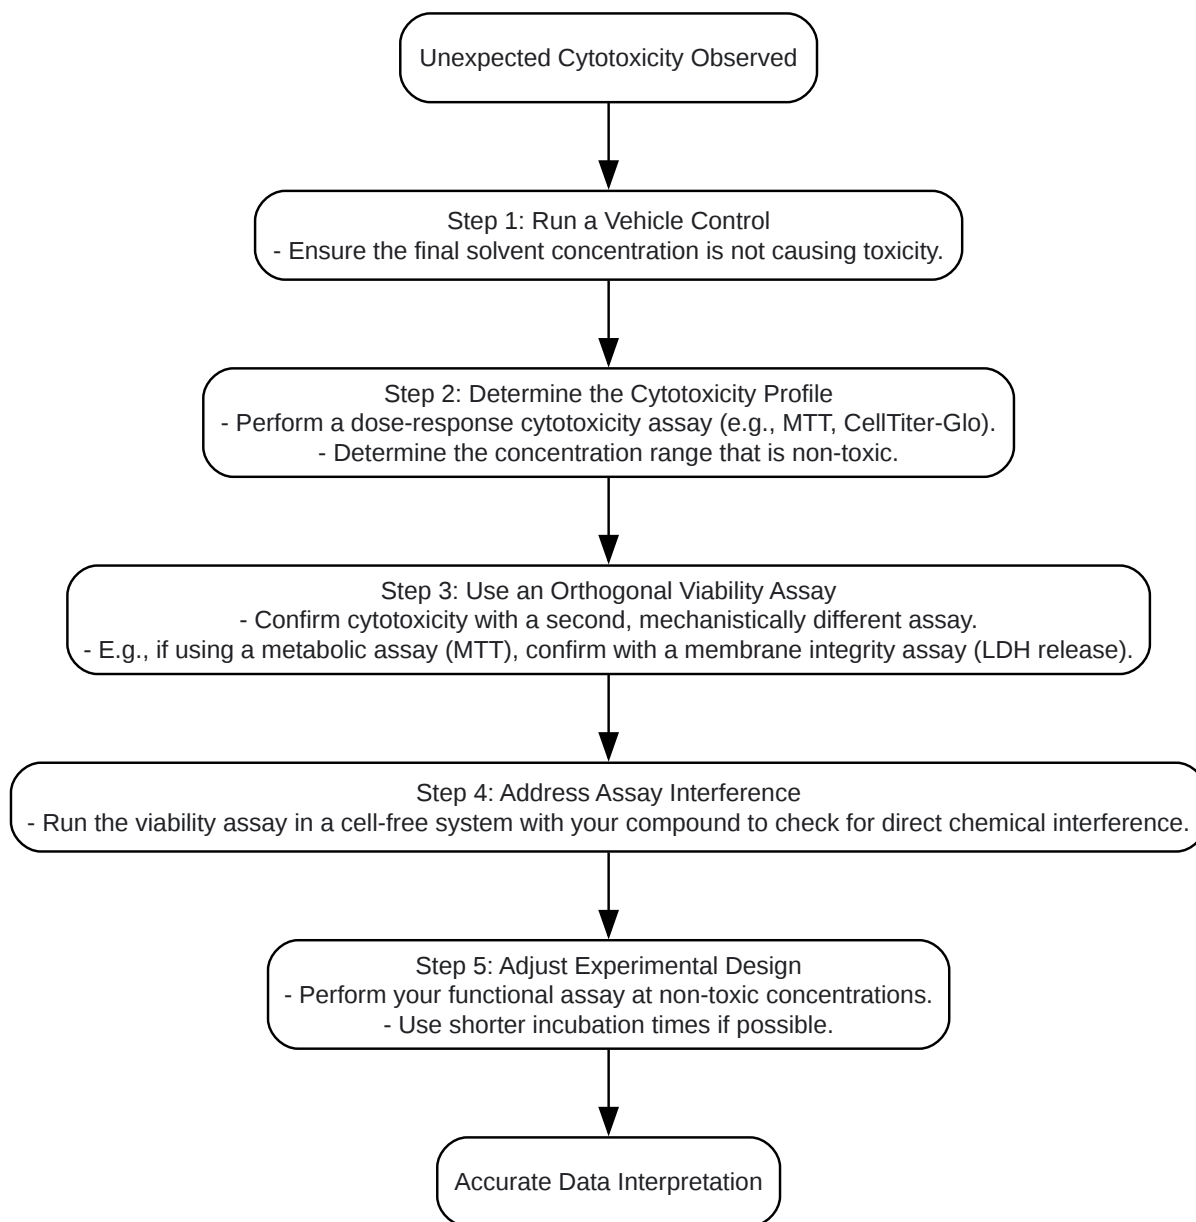 Unexpected Cytotoxicity Observed
Step 1: Run a Vehicle Control
- Ensure the final solvent concentration is not causing toxicity.
Step 2: Determine the Cytotoxicity Profile
- Perform a dose-response cytotoxicity assay (e.g., MTT, CellTiter-Glo).
- Determine the concentration range that is non-toxic.
Step 3: Use an Orthogonal Viability Assay
- Confirm cytotoxicity with a second, mechanistically different assay.
- E.g., if using a metabolic assay (MTT), confirm with a membrane integrity assay (LDH release).
Step 4: Address Assay Interference
- Run the viability assay in a cell-free system with your compound to check for direct chemical interference.
Step 5: Adjust Experimental Design
- Perform your functional assay at non-toxic concentrations.
- Use shorter incubation times if possible.
Accurate Data Interpretation